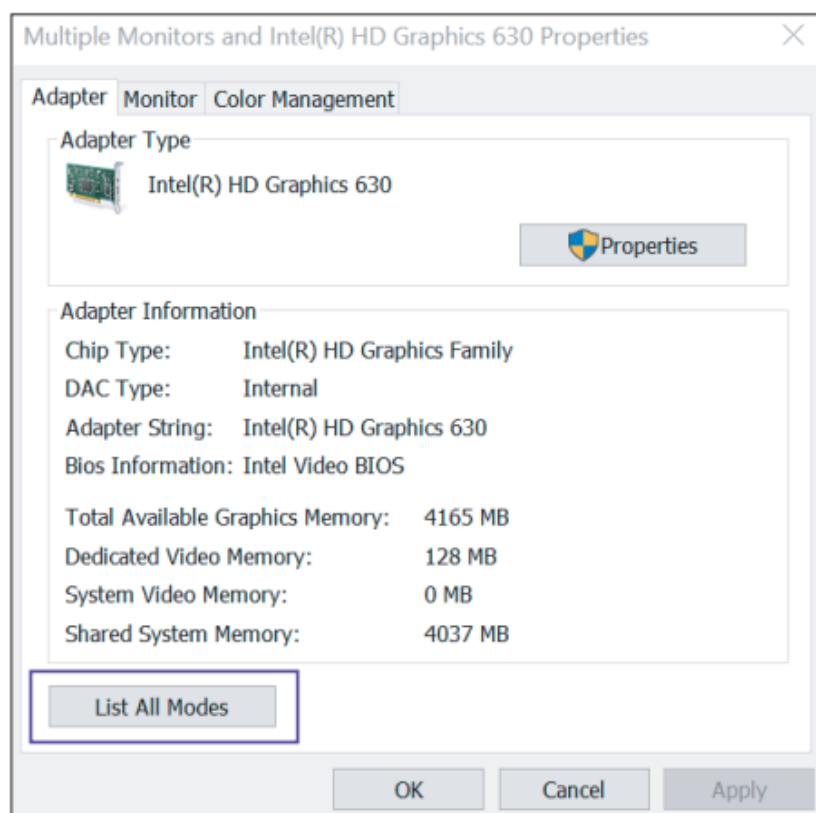 Multiple Monitors and Intel(R) HD Graphics 630 Properties
Adapter Monitor Color Management
Adapter Type
Intel(R) HD Graphics 630
Properties
Adapter Information
Chip Type: Intel(R) HD Graphics Family
DAC Type: Internal
Adapter String: Intel(R) HD Graphics 630
Bios Information: Intel Video BIOS
Total Available Graphics Memory: 4165 MB
Dedicated Video Memory: 128 MB
System Video Memory: 0 MB
Shared System Memory: 4037 MB
List All Modes
OK Cancel Apply